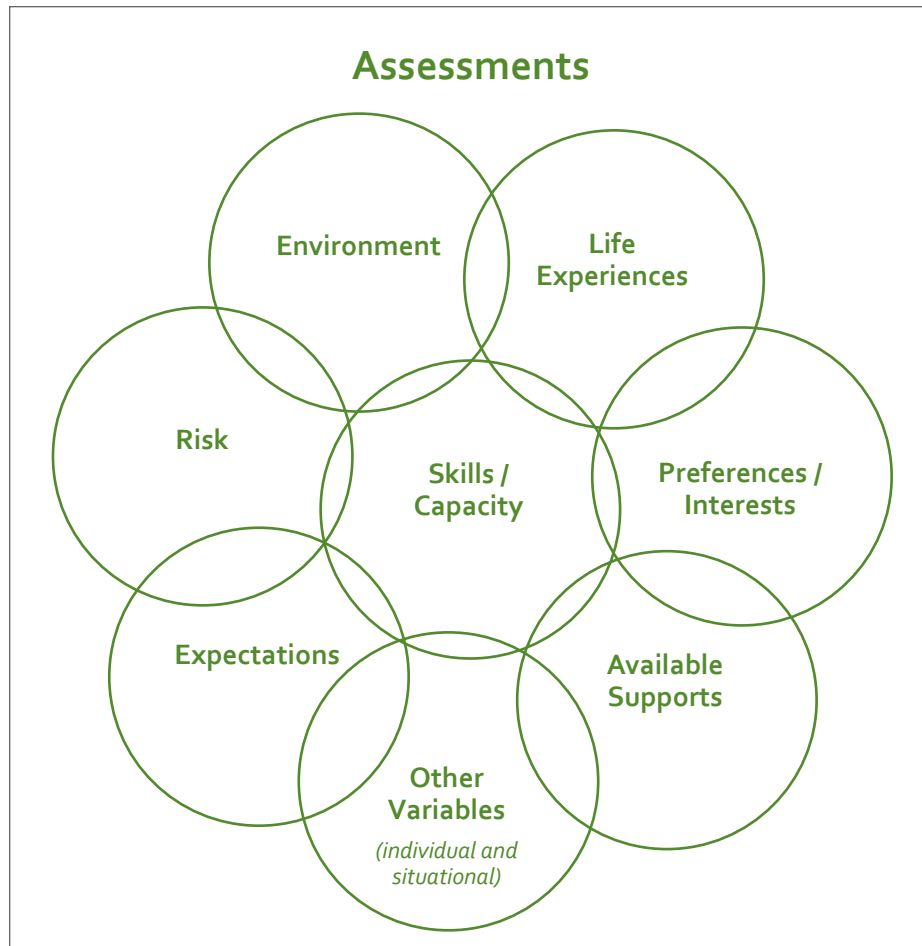 Assessments
Environment
Life
Experiences
Risk
Skills /
Capacity
Preferences /
Interests
Expectations
Available
Supports
Other
Variables
(individual and
situational)